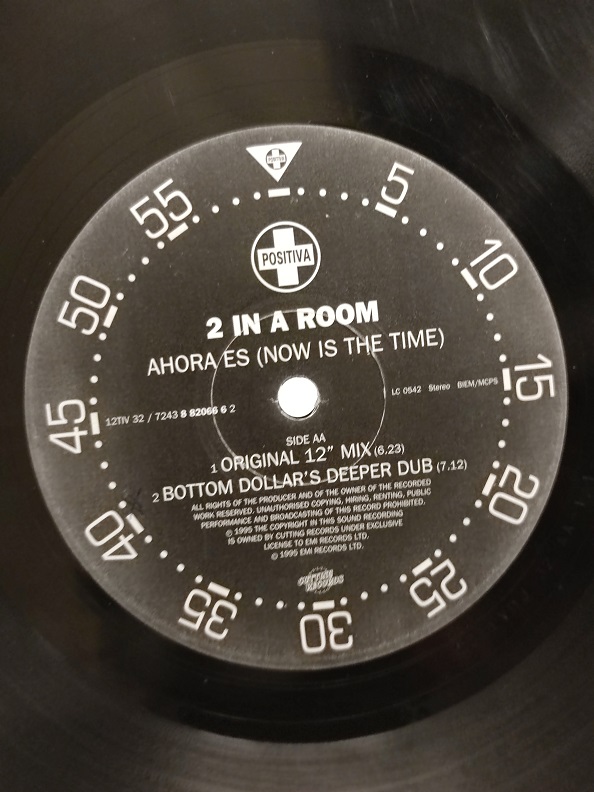 POSITIVA
5
10
15
20
25
30
35
40
45
50
55
POSITIVA
2 IN A ROOM
AHORA ES (NOW IS THE TIME)
LC 0542 Stereo BIEM/MCPS
12TIV 32 / 7243 8 82066 6 2
SIDE AA
1 ORIGINAL 12" MIX (6.23)
2 BOTTOM DOLLAR'S DEEPER DUB (7.12)
ALL RIGHTS OF THE PRODUCER AND OF THE OWNER OF THE RECORDED
WORK RESERVED. UNAUTHORISED COPYING, HIRING, RENTING, PUBLIC
PERFORMANCE AND BROADCASTING OF THIS RECORD PROHIBITED.
℗ 1995 THE COPYRIGHT IN THIS SOUND RECORDING
IS OWNED BY CUTTING RECORDS UNDER EXCLUSIVE
LICENSE TO EMI RECORDS LTD.
© 1995 EMI RECORDS LTD.
CUTTING
RECORDS